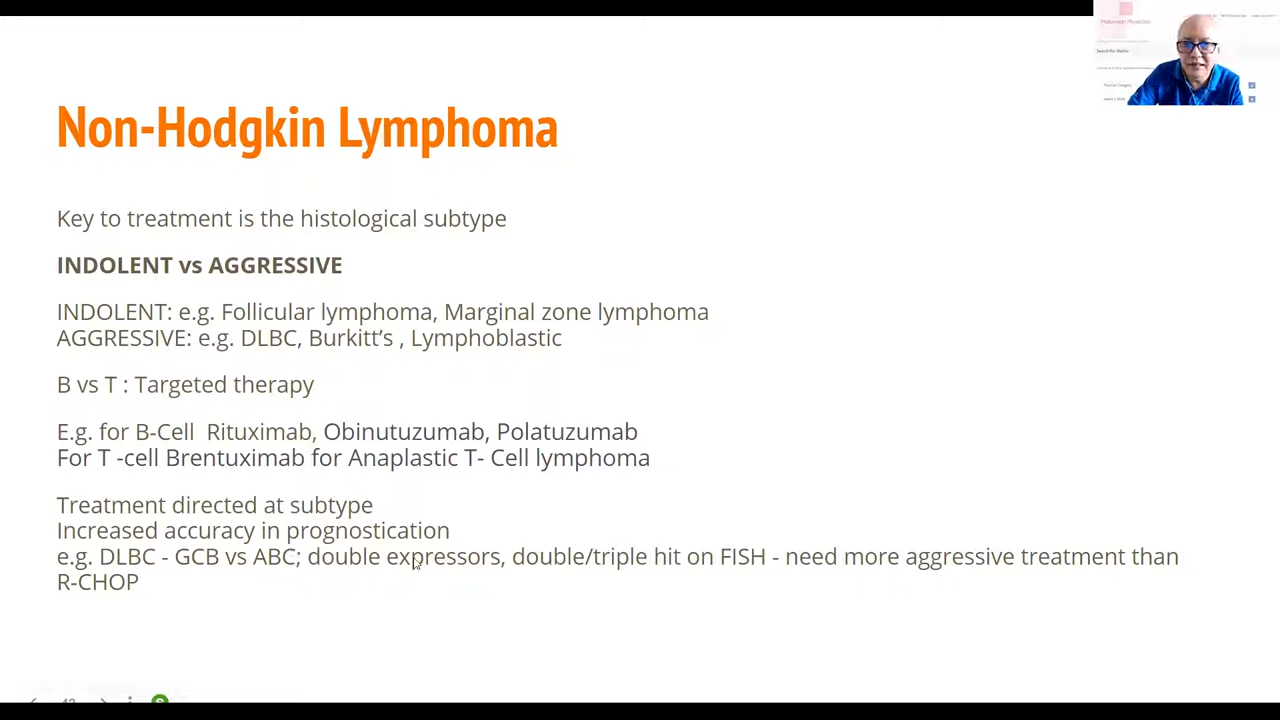 Non-Hodgkin Lymphoma
Key to treatment is the histological subtype
INDOLENT vs AGGRESSIVE
INDOLENT: e.g. Follicular lymphoma, Marginal zone lymphoma
AGGRESSIVE: e.g. DLBC, Burkitt’s , Lymphoblastic
B vs T : Targeted therapy
E.g. for B-Cell Rituximab, Obinutuzumab, Polatuzumab
For T -cell Brentuximab for Anaplastic T- Cell lymphoma
Treatment directed at subtype
Increased accuracy in prognostication
e.g. DLBC - GCB vs ABC; double expressors, double/triple hit on FISH - need more aggressive treatment than
R-CHOP